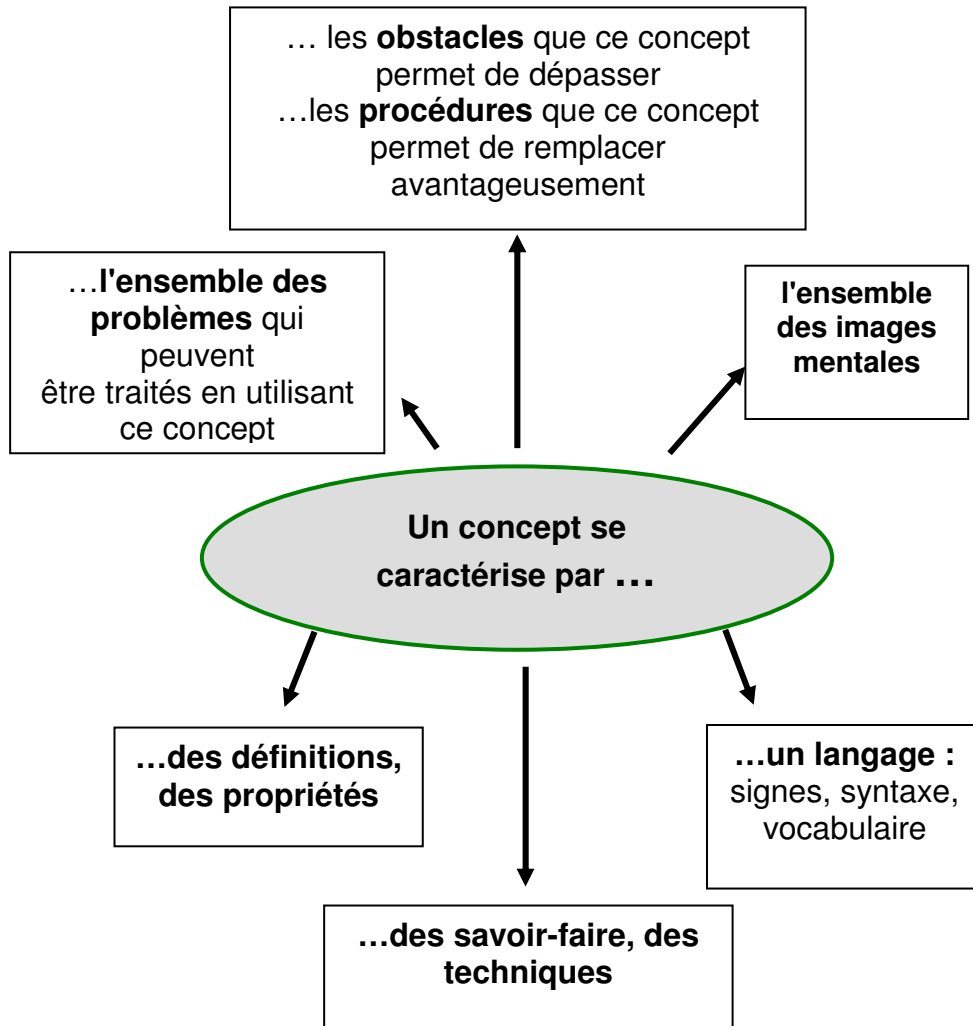 … les obstacles que ce concept
permet de dépasser
…les procédures que ce concept
permet de remplacer
avantageusement
…l'ensemble des
problèmes qui
peuvent
être traités en utilisant
ce concept
l'ensemble
des images
mentales
Un concept se
caractérise par …
…des définitions,
des propriétés
…un langage :
signes, syntaxe,
vocabulaire
…des savoir-faire, des
techniques